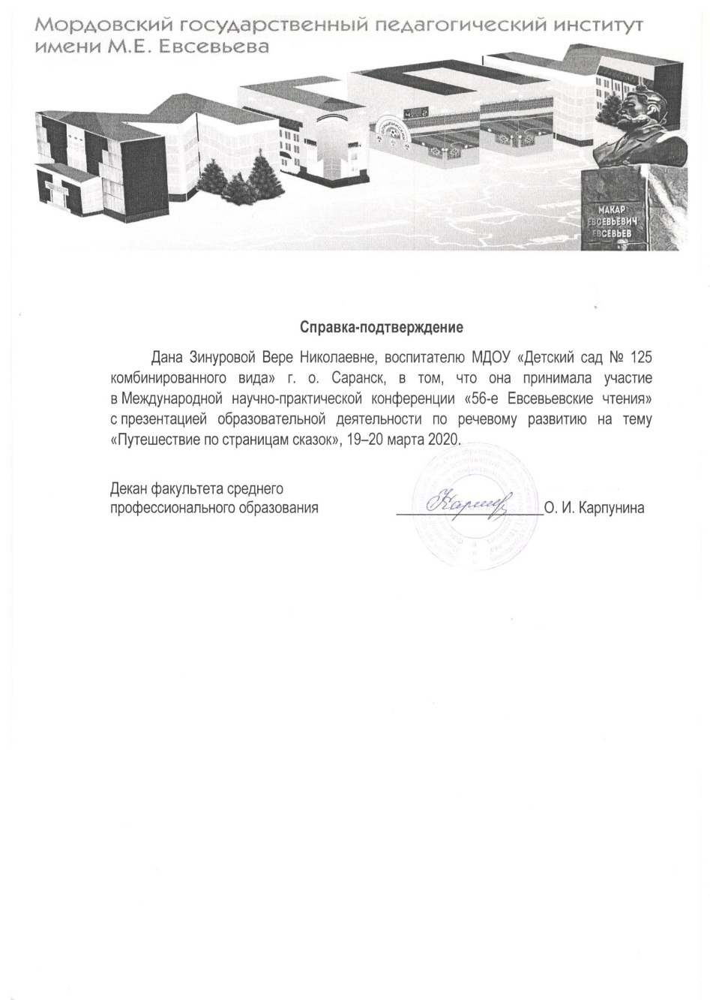 Мордовский государственный педагогический институт
имени М.Е. Евсевьева
4 2
ОЛИМПИЙСКИЙ
МАКАР
ЕВСЕВЬЕВИЧ
ЕВСЕВЬЕВ
Справка-подтверждение
Дана Зинуровой Вере Николаевне, воспитателю МДОУ «Детский сад № 125
комбинированного вида» г. о. Саранск, в том, что она принимала участие
в Международной научно-практической конференции «56-е Евсевьевские чтения»
с презентацией образовательной деятельности по речевому развитию на тему
«Путешествие по страницам сказок», 19–20 марта 2020.
Декан факультета среднего
профессионального образования
О. И. Карпунина